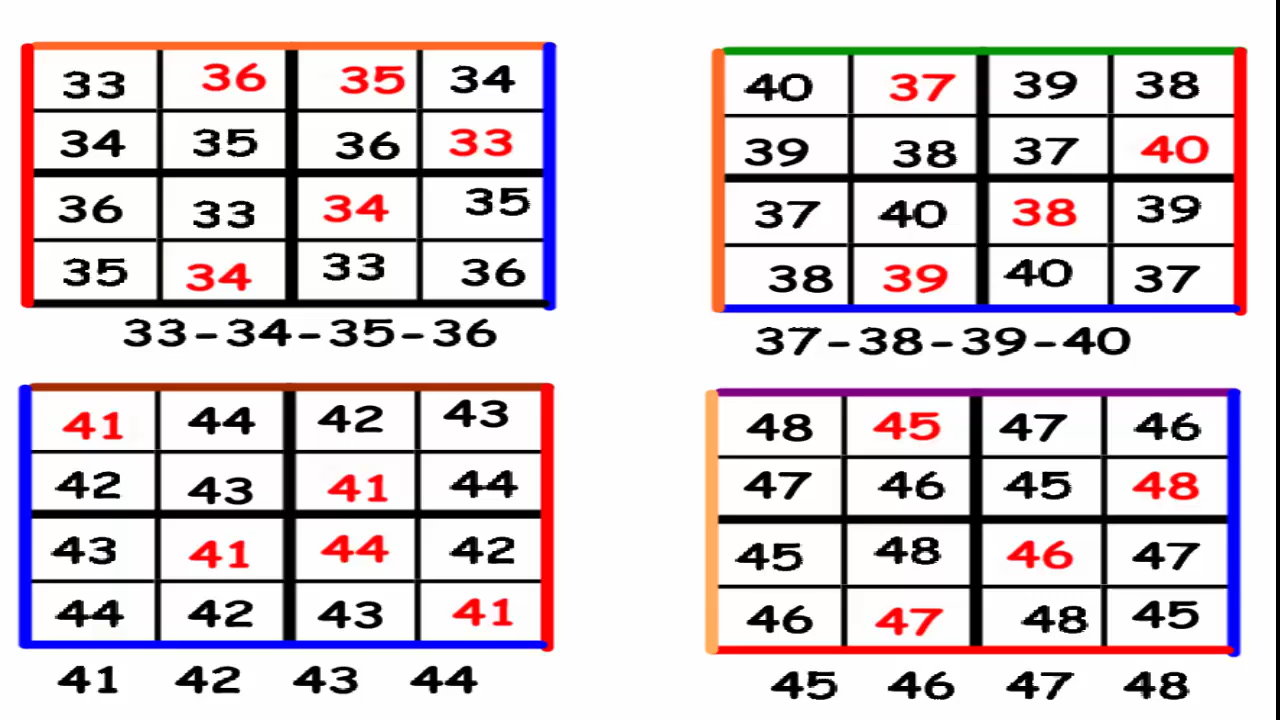 33 36 35 34
34 35 36 33
36 33 34 35
35 34 33 36
33-34-35-36
40 37 39 38
39 38 37 40
37 40 38 39
38 39 40 37
37-38-39-40
41 44 42 43
42 43 41 44
43 41 44 42
44 42 43 41
41 42 43 44
48 45 47 46
47 46 45 48
45 48 46 47
46 47 48 45
45 46 47 48